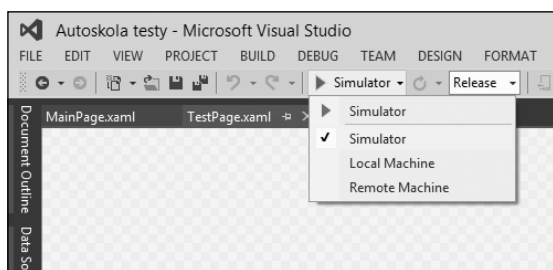 Autoskola testy - Microsoft Visual Studio
FILE EDIT VIEW PROJECT BUILD DEBUG TEAM DESIGN FORMAT
Simulator Release
MainPage.xaml TestPage.xaml
Simulator
Simulator
Local Machine
Remote Machine
Document Outline
Data So